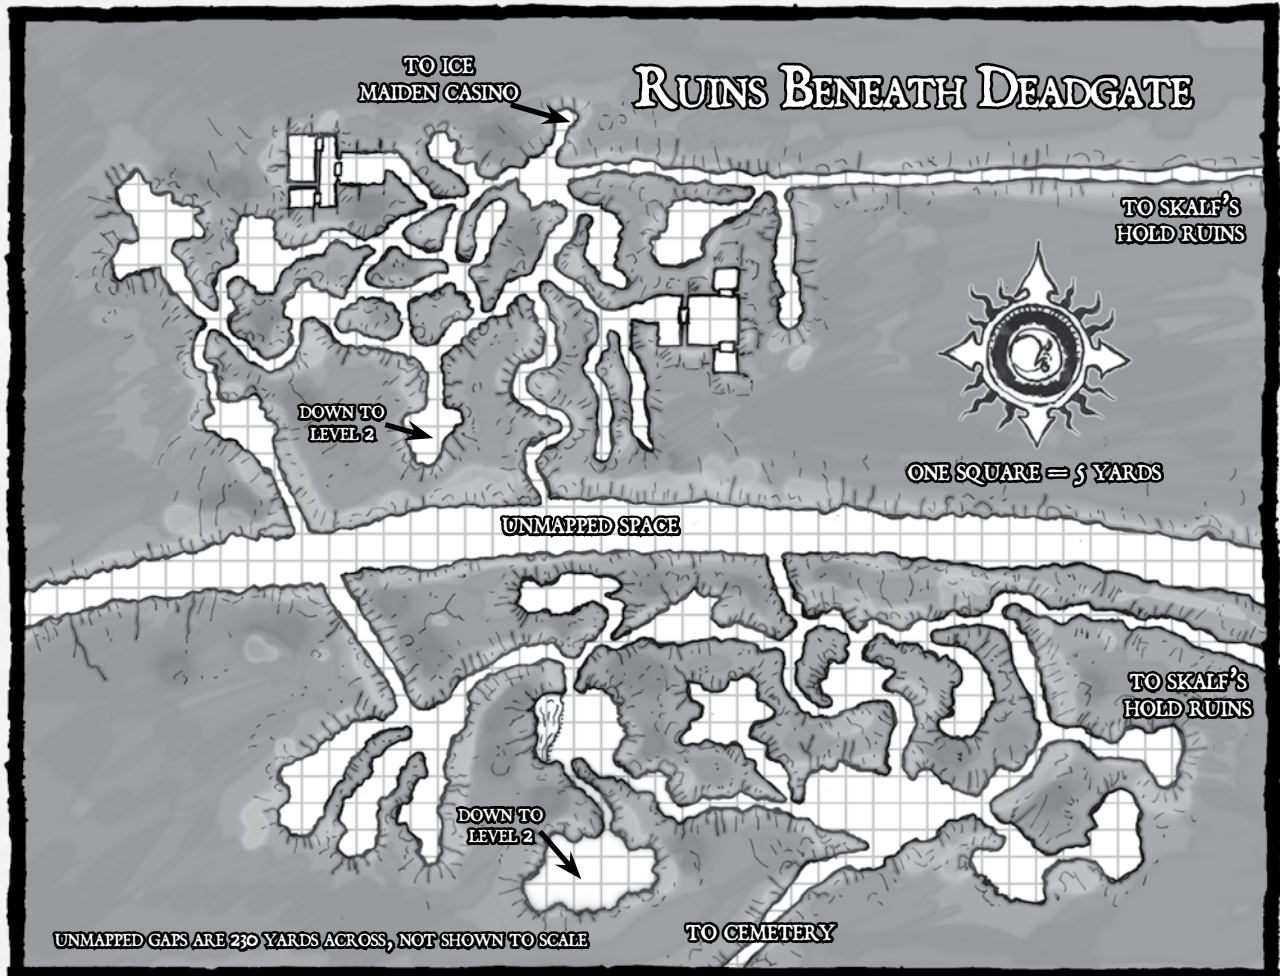 TO ICE
MAIDEN CASINO
RUINS BENEATH DEADGATE
TO SKALF'S
HOLD RUINS
DOWN TO
LEVEL 2
ONE SQUARE = 5 YARDS
UNMAPPED SPACE
TO SKALF'S
HOLD RUINS
DOWN TO
LEVEL 2
UNMAPPED GAPS ARE 230 YARDS ACROSS, NOT SHOWN TO SCALE
TO CEMETERY